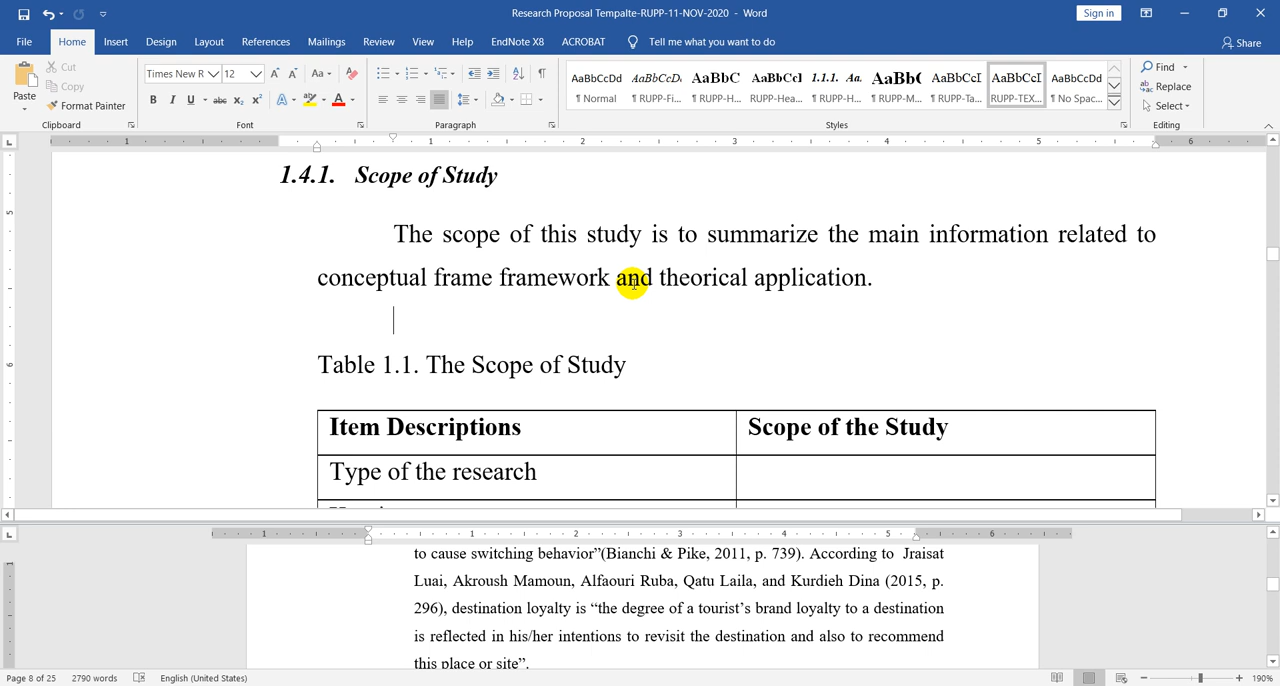 Research Proposal Tempalte-RUPP-11-NOV-2020 - Word
Sign in
File Home Insert Design Layout References Mailings Review View Help EndNote X8 ACROBAT Tell me what you want to do
Share
Paste
Cut
Copy
Format Painter
Clipboard
Times New R 12
Font
Paragraph
AaBbCcDd AaBbCcD. AaBbC AaBbCcI 1.1.1. Aa. AaBb( AaBbCcI AaBbCcI AaBbCcDd
¶ Normal ¶ RUPP-Fi... ¶ RUPP-H... RUPP-Hea... ¶ RUPP-H... ¶ RUPP-M... ¶ RUPP-Ta... RUPP-TEX... ¶ No Spac...
Styles
Find
Replace
Select
Editing
1.4.1. Scope of Study
The scope of this study is to summarize the main information related to
conceptual frame framework and theorical application.
Table 1.1. The Scope of Study
Item Descriptions Scope of the Study
Type of the research
to cause switching behavior”(Bianchi & Pike, 2011, p. 739). According to Jraisat
Luai, Akroush Mamoun, Alfaouri Ruba, Qatu Laila, and Kurdieh Dina (2015, p.
296), destination loyalty is “the degree of a tourist’s brand loyalty to a destination
is reflected in his/her intentions to revisit the destination and also to recommend
this place or site”.
Page 8 of 25 2790 words English (United States) 190%